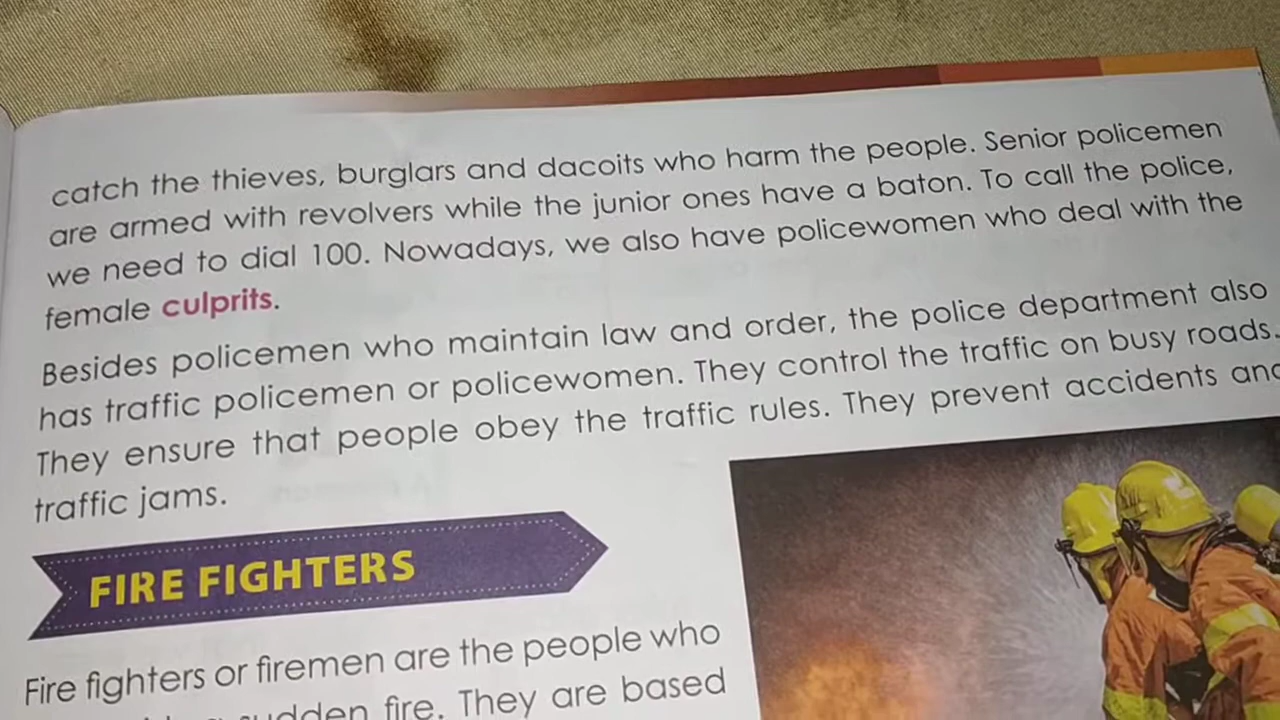 catch the thieves, burglars and dacoits who harm the people. Senior policemen
are armed with revolvers while the junior ones have a baton. To call the police,
we need to dial 100. Nowadays, we also have policewomen who deal with the
female culprits.
Besides policemen who maintain law and order, the police department also
has traffic policemen or policewomen. They control the traffic on busy roads.
They ensure that people obey the traffic rules. They prevent accidents and
traffic jams.
FIRE FIGHTERS
Fire fighters or firemen are the people who
sudden fire. They are based